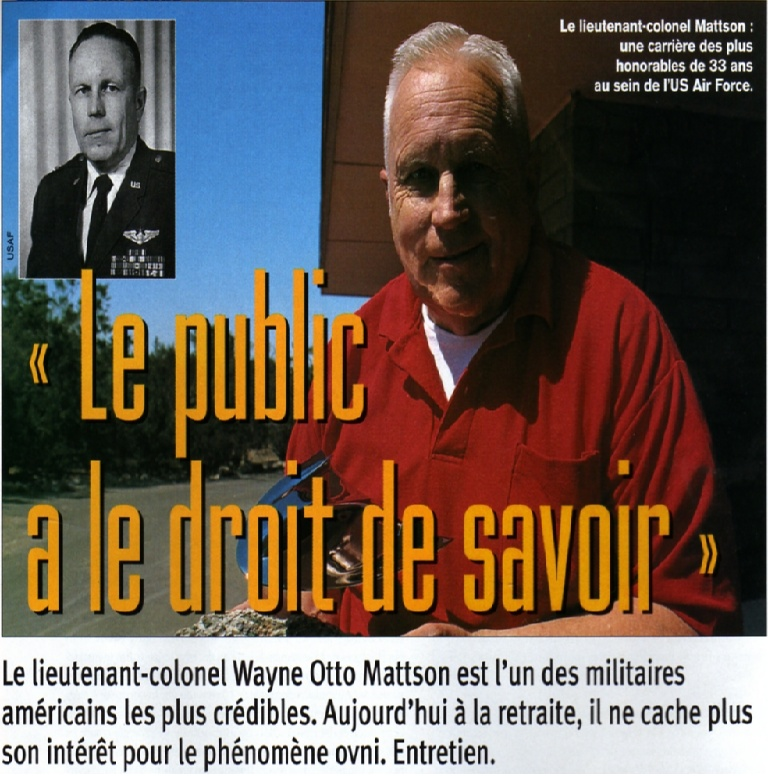 Le lieutenant-colonel Mattson :
une carrière des plus
honorables de 33 ans
au sein de l'US Air Force.
USAF
« Le public
a le droit de savoir »
Le lieutenant-colonel Wayne Otto Mattson est l'un des militaires
américains les plus crédibles. Aujourd'hui à la retraite, il ne cache plus
son intérêt pour le phénomène ovni. Entretien.